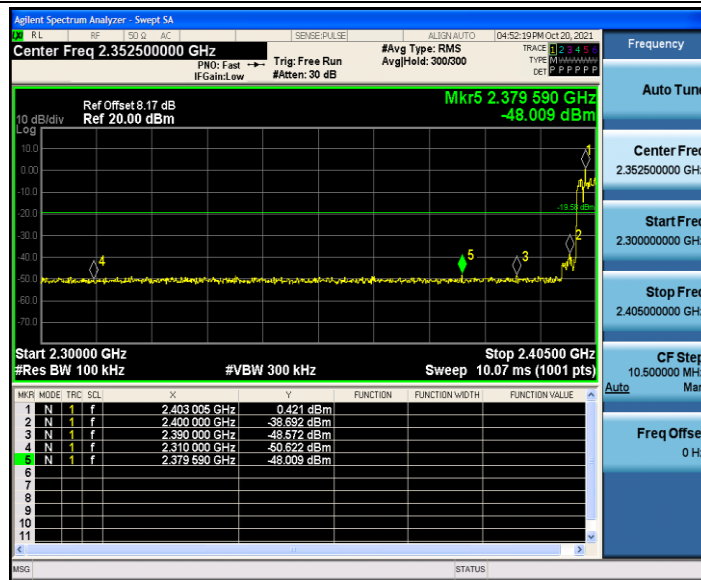 Agilent Spectrum Analyzer - Swept SA
RL RF 50 Ω AC SENSE:PULSE ALIGN AUTO 04:52:19 PM Oct 20, 2021
Center Freq 2.352500000 GHz #Avg Type: RMS TRACE 1 2 3 4 5 6
PNO: Fast Trig: Free Run Avg|Hold: 300/300 TYPE M
IFGain:Low #Atten: 30 dB DET P P P P P P
Mkr5 2.379 590 GHz
Ref Offset 8.17 dB
10 dB/div Ref 20.00 dBm -48.009 dBm
Log
10.0
0.00
-10.0
-20.0
-30.0
-40.0
-50.0
-60.0
-70.0
1
2
3
4
5
Start 2.30000 GHz Stop 2.40500 GHz
#Res BW 100 kHz #VBW 300 kHz Sweep 10.07 ms (1001 pts)
MKR MODE TRC SCL X Y FUNCTION FUNCTION WIDTH FUNCTION VALUE
1 N 1 f 2.403 005 GHz 0.421 dBm
2 N 1 f 2.400 000 GHz -38.692 dBm
3 N 1 f 2.390 000 GHz -48.572 dBm
4 N 1 f 2.310 000 GHz -50.622 dBm
5 N 1 f 2.379 590 GHz -48.009 dBm
6
7
8
9
10
11
MSG STATUS
Frequency
Auto Tune
Center Freq
2.352500000 GHz
Start Freq
2.300000000 GHz
Stop Freq
2.405000000 GHz
CF Step
10.500000 MHz
Auto Man
Freq Offset
0 Hz